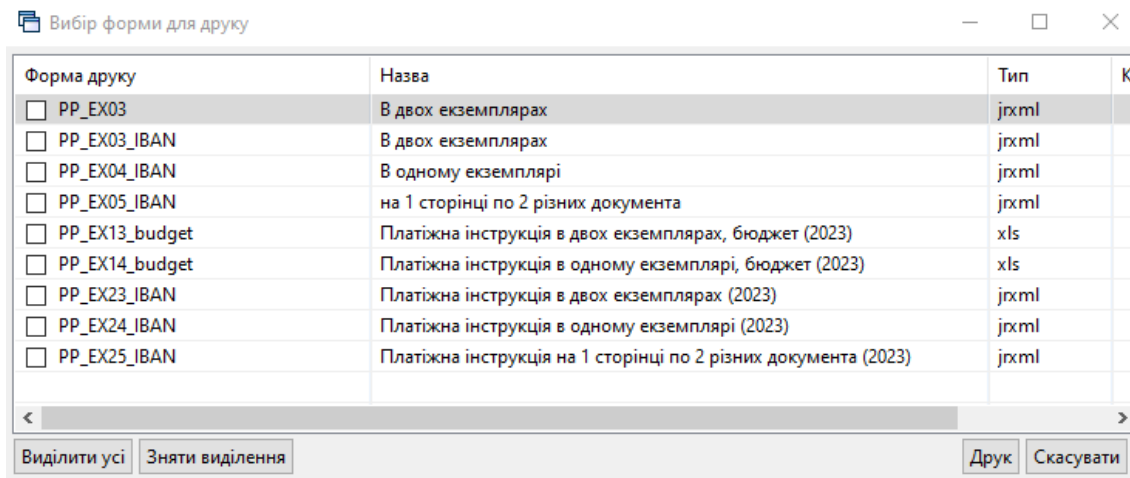 Вибір форми для друку
Форма друку Назва Тип К
PP_EX03 В двох екземплярах jrxml
PP_EX03_IBAN В двох екземплярах jrxml
PP_EX04_IBAN В одному екземплярі jrxml
PP_EX05_IBAN на 1 сторінці по 2 різних документа jrxml
PP_EX13_budget Платіжна інструкція в двох екземплярах, бюджет (2023) xls
PP_EX14_budget Платіжна інструкція в одному екземплярі, бюджет (2023) xls
PP_EX23_IBAN Платіжна інструкція в двох екземплярах (2023) jrxml
PP_EX24_IBAN Платіжна інструкція в одному екземплярі (2023) jrxml
PP_EX25_IBAN Платіжна інструкція на 1 сторінці по 2 різних документа (2023) jrxml
Виділити усі Зняти виділення Друк Скасувати